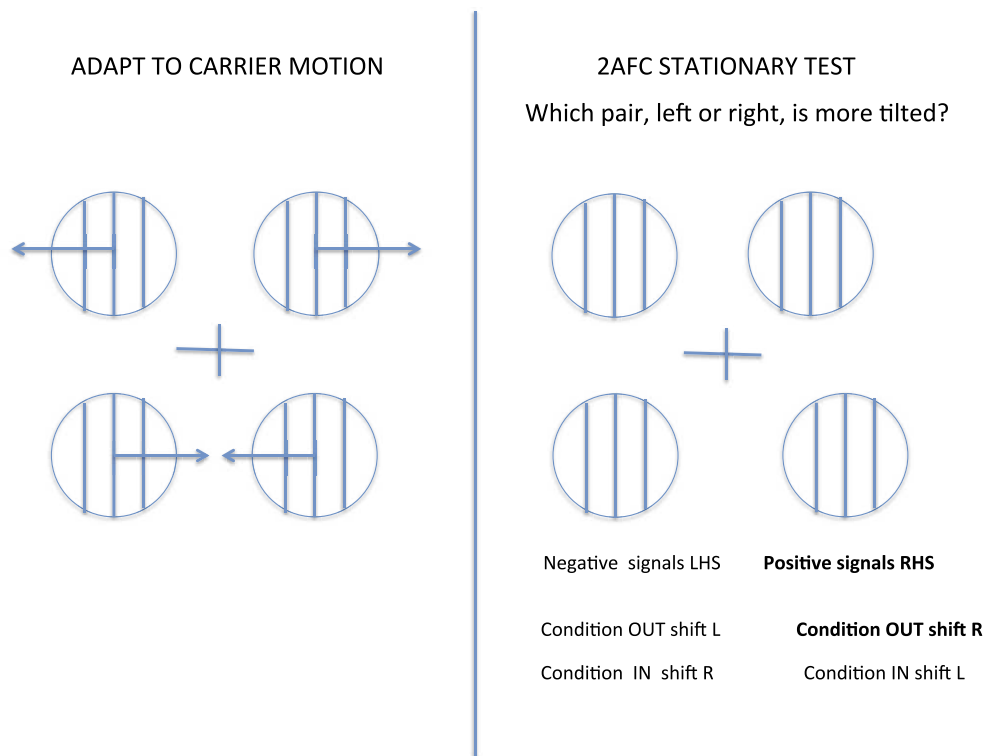 ADAPT TO CARRIER MOTION
2AFC STATIONARY TEST
Which pair, left or right, is more tilted?
Negative signals LHS
Positive signals RHS
Condition OUT shift L
Condition OUT shift R
Condition IN shift R
Condition IN shift L